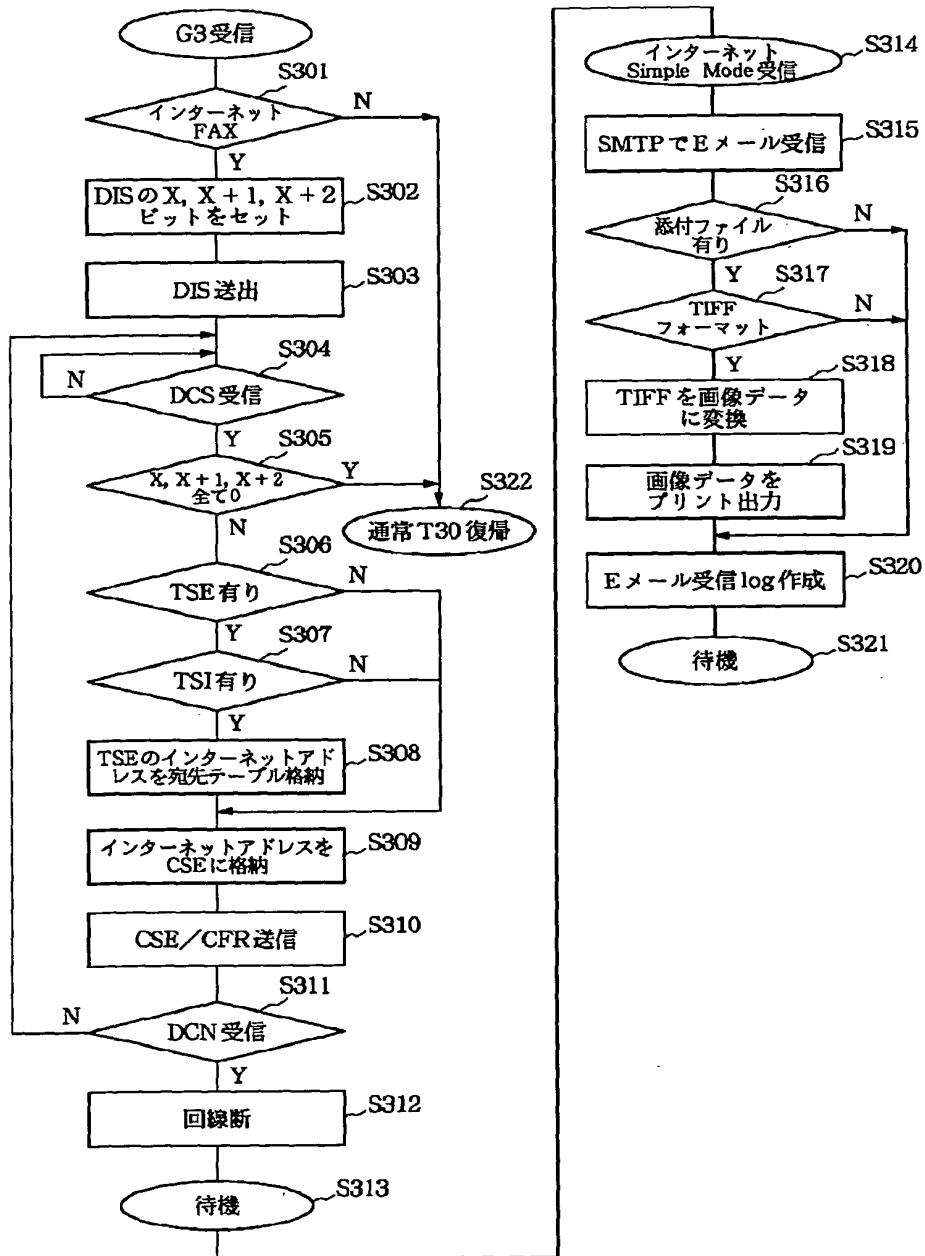 G3受信
S301
インターネット
FAX
N
Y
DISのX, X+1, X+2
ビットをセット
S302
DIS送出
S303
S304
DCS受信
N
Y
S305
X, X+1, X+2
全て0
Y
N
S322
通常T30復帰
S306
TSE有り
N
Y
S307
TSI有り
N
Y
TSEのインターネットアド
レスを宛先テーブル格納
S308
インターネットアドレスを
CSEに格納
S309
CSE/CFR送信
S310
S311
DCN受信
N
Y
回線断
S312
待機
S313
インターネット
Simple Mode受信
S314
SMTPでEメール受信
S315
S316
添付ファイル
有り
N
Y
S317
TIFF
フォーマット
N
Y
S318
TIFFを画像データ
に変換
S319
画像データを
プリント出力
Eメール受信log作成
S320
待機
S321